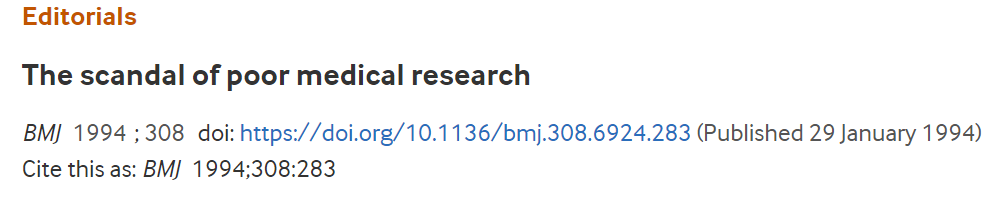 Editorials
The scandal of poor medical research
BMJ 1994 ; 308 doi: https://doi.org/10.1136/bmj.308.6924.283 (Published 29 January 1994)
Cite this as: BMJ 1994;308:283